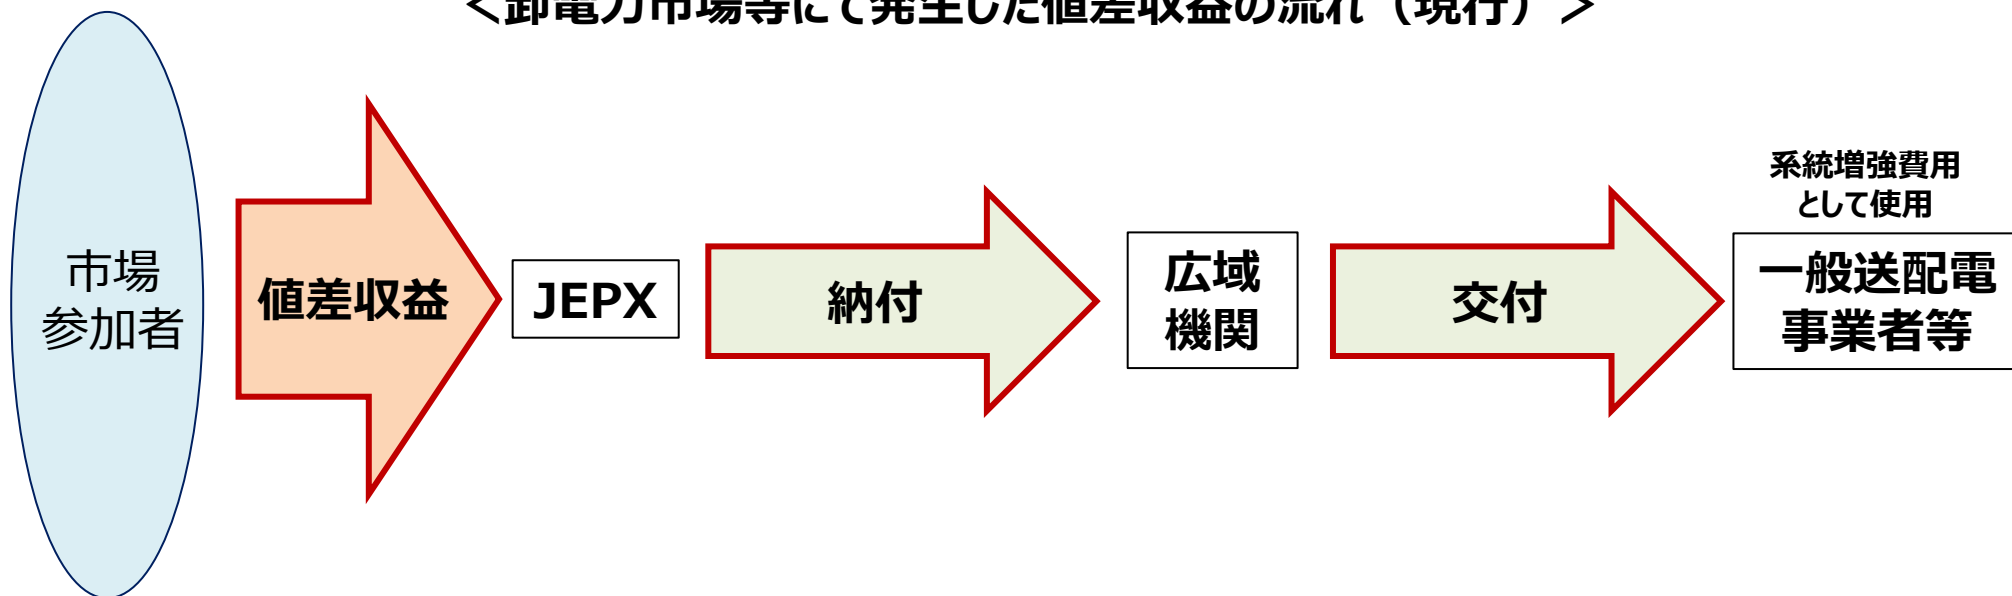 ＜卸電力市場等にて発生した値差収益の流れ（現行）＞
市場
参加者
値差収益
JEPX
納付
広域
機関
交付
系統増強費用
として使用
一般送配電
事業者等